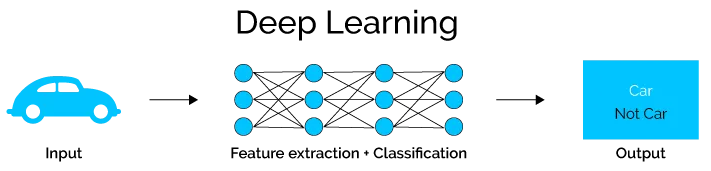 Deep Learning
Car
Not Car
Input
Feature extraction + Classification
Output